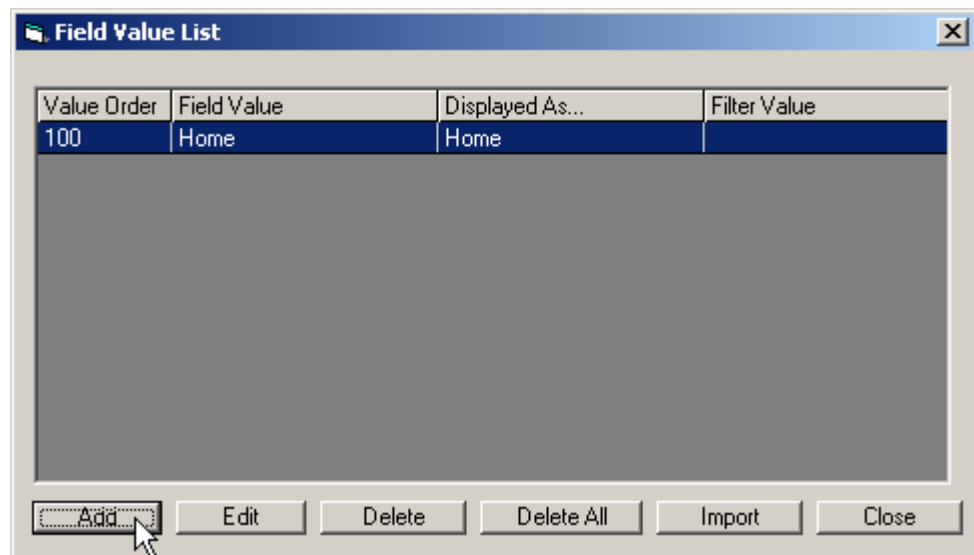 Field Value List
Value Order Field Value Displayed As... Filter Value
100 Home Home
Add... Edit Delete Delete All Import Close